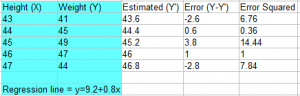 Height (X) Weight (Y) Estimated (Y') Error (Y-Y') Error Squared
43 41 43.6 -2.6 6.76
44 45 44.4 0.6 0.36
45 49 45.2 3.8 14.44
46 47 46 1 1
47 44 46.8 -2.8 7.84
Regression line = y=9.2+0.8x